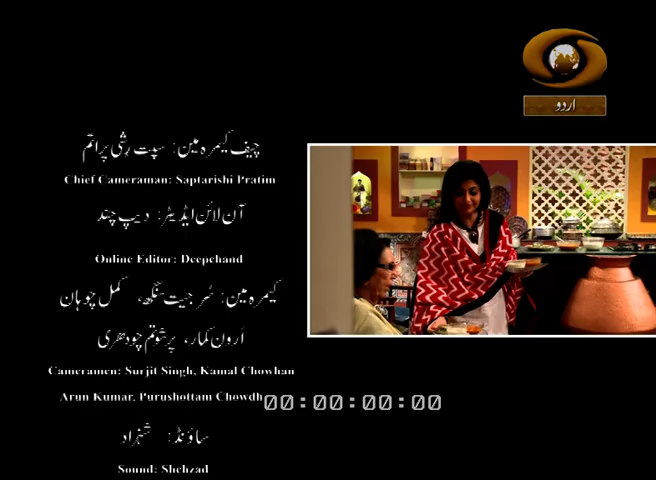 اردو
چیف کیمرہ مین: سپت رشی پراتم
Chief Cameraman: Saptarishi Pratim
آن لائن ایڈیٹر: دیپ چند
Online Editor: Deepchand
کیمرہ مین: سُرجیت سنگھ، کمل چوہان
Cameramen: Surjit Singh, Kamal Chowhan
ارون کمار، پرشوتم چودھری
Arun Kumar, Purushottam Chowdh
00:00:00:00
ساؤنڈ: شہزاد
Sound: Shehzad